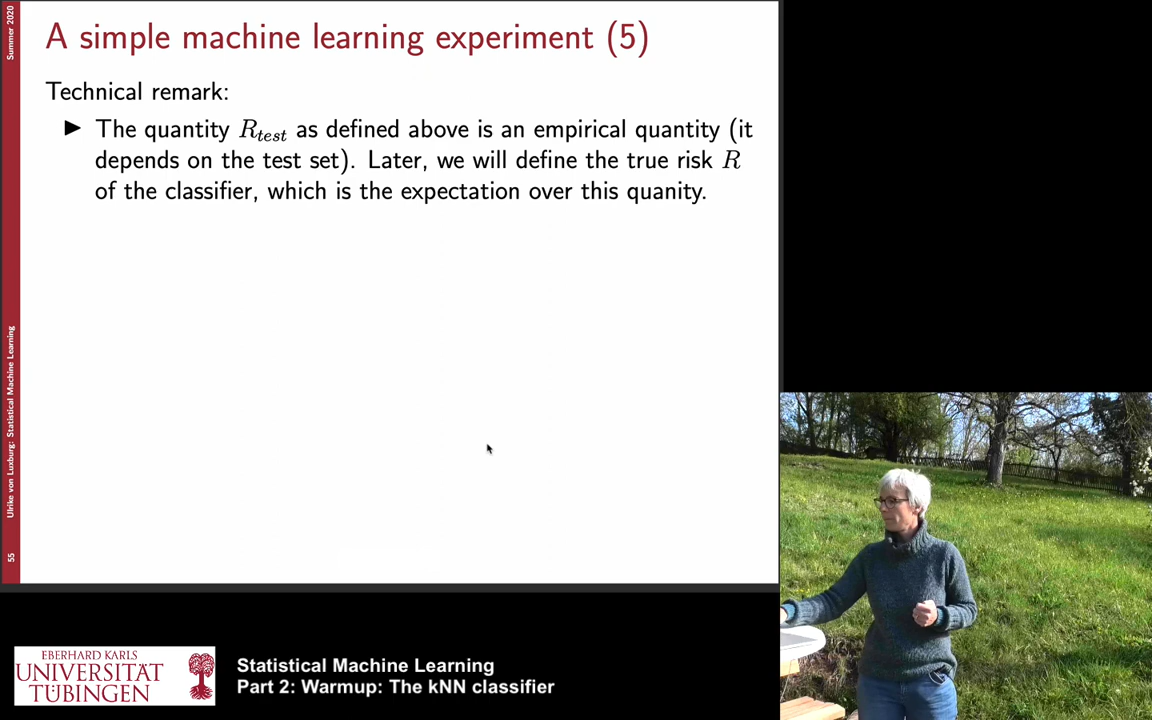 Summer 2020
A simple machine learning experiment (5)
Technical remark:
▶ The quantity R_test as defined above is an empirical quantity (it
depends on the test set). Later, we will define the true risk R
of the classifier, which is the expectation over this quanity.
Ulrike von Luxburg: Statistical Machine Learning
55
EBERHARD KARLS
UNIVERSITÄT
TÜBINGEN
Statistical Machine Learning
Part 2: Warmup: The kNN classifier